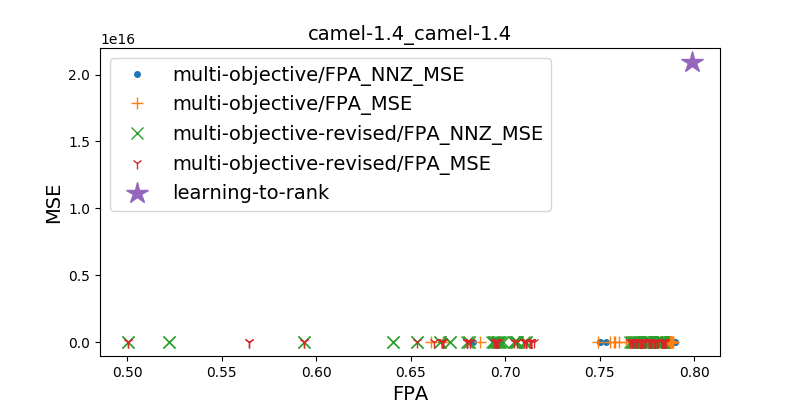 camel-1.4_camel-1.4
1e16
2.0
1.5
1.0
0.5
0.0
MSE
multi-objective/FPA_NNZ_MSE
multi-objective/FPA_MSE
multi-objective-revised/FPA_NNZ_MSE
multi-objective-revised/FPA_MSE
learning-to-rank
0.50 0.55 0.60 0.65 0.70 0.75 0.80
FPA